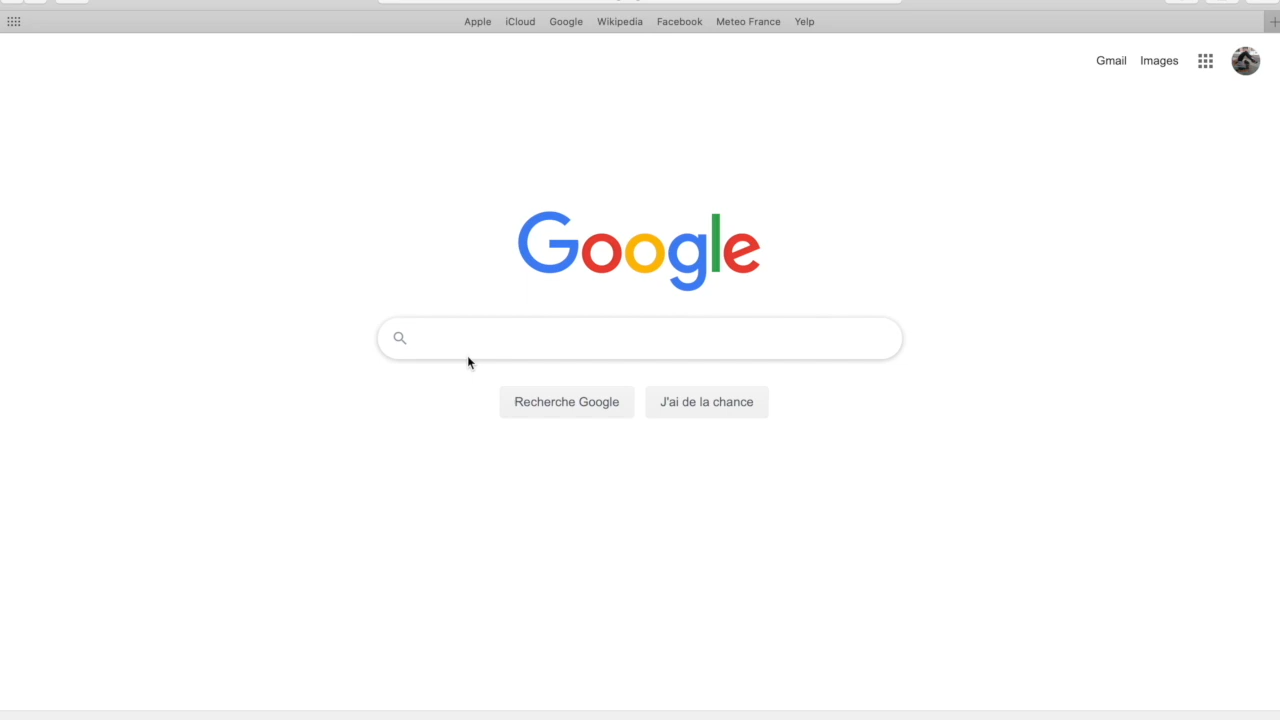 Apple iCloud Google Wikipedia Facebook Meteo France Yelp
Gmail Images
Google
Recherche Google J'ai de la chance